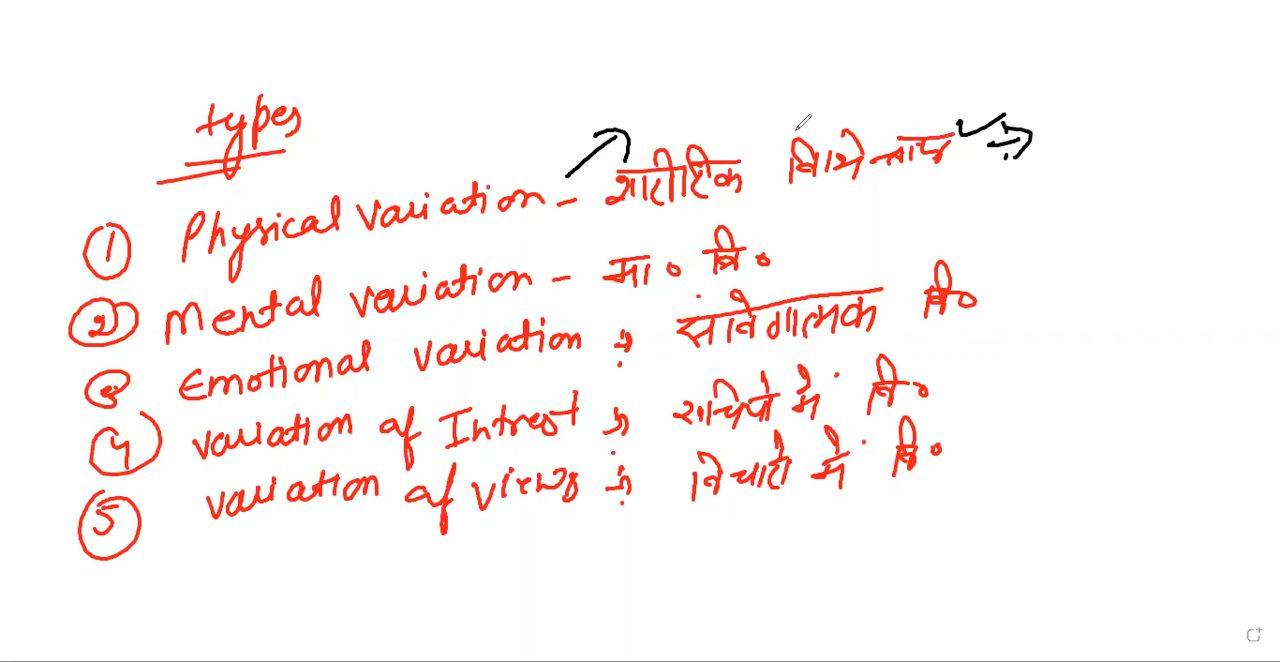 types
① Physical variation - शारीरिक विभिन्नताएं
② Mental variation - मा० वि०
③ Emotional variation → सांवेगात्मक वि०
④ variation of Intrest → रुचियों में वि०
⑤ variation of views → विचारों में वि०